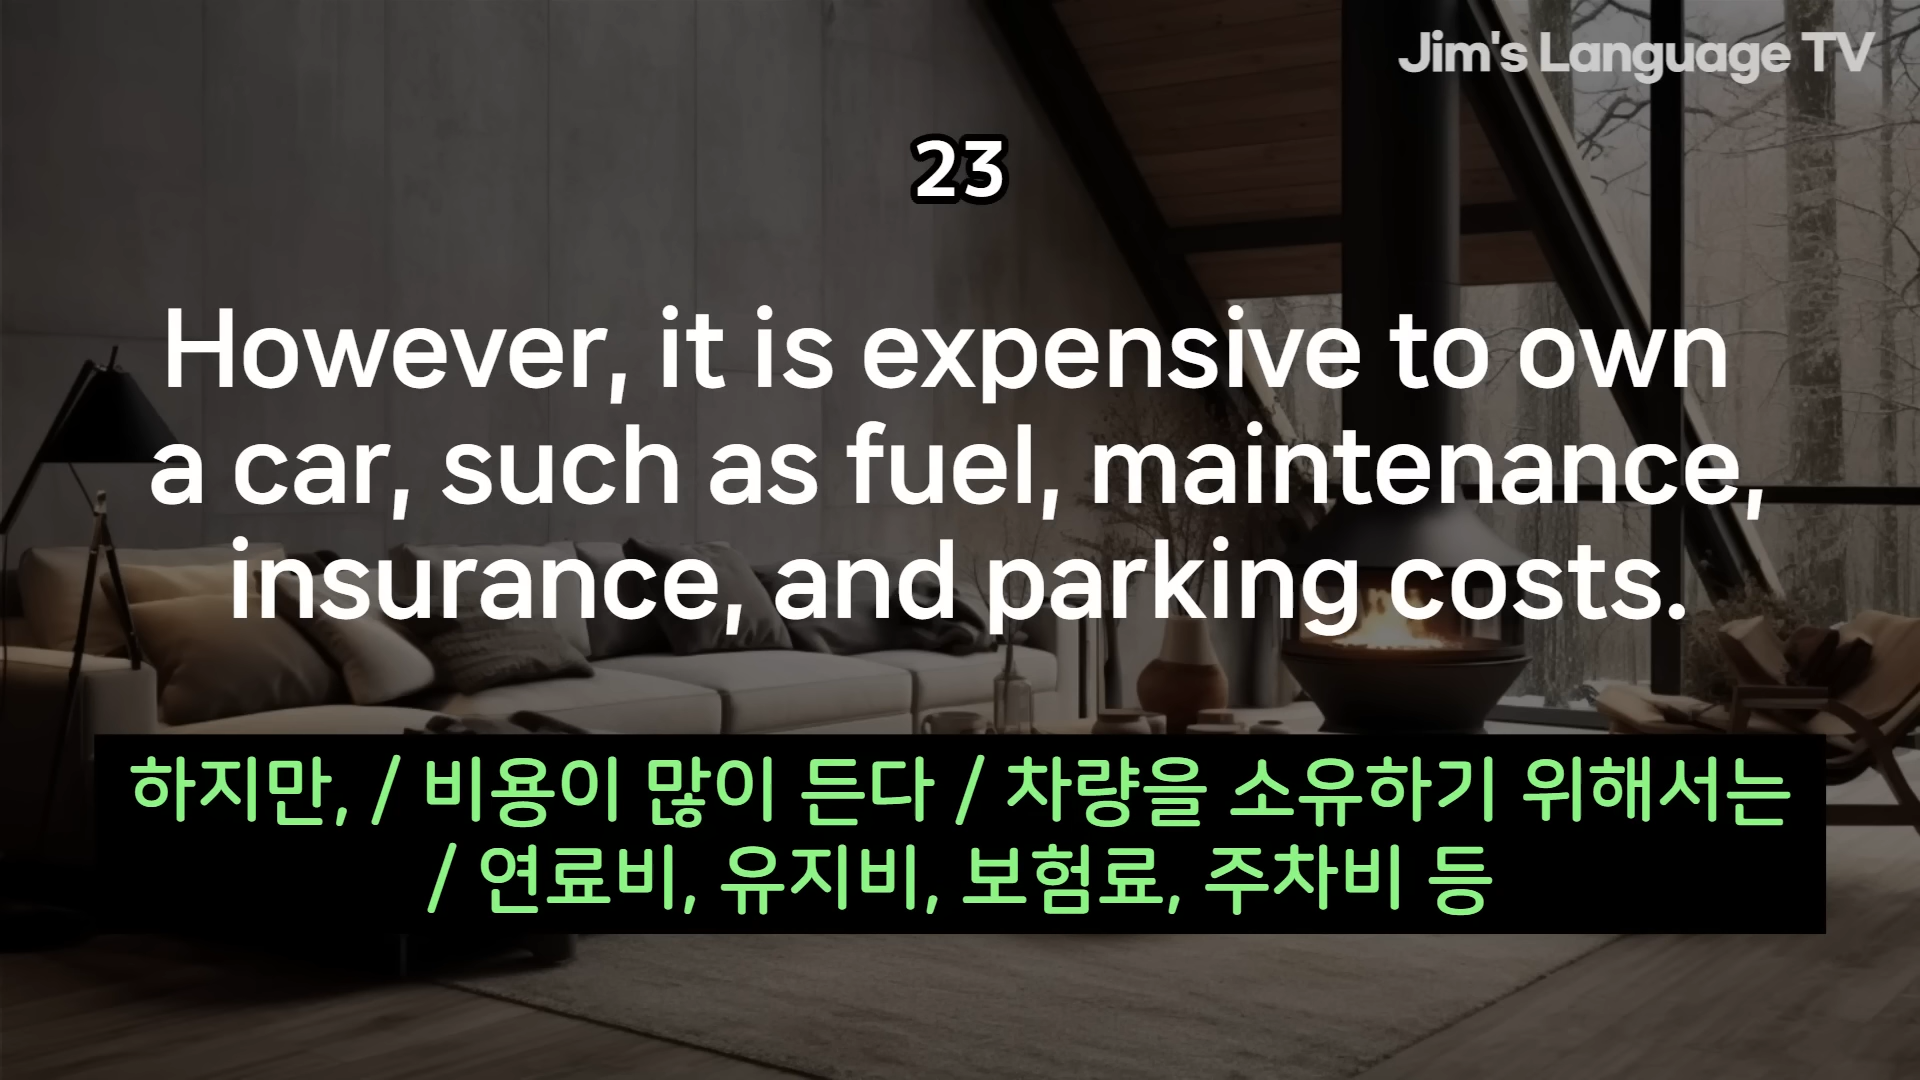 Jim's Language TV
23
However, it is expensive to own
a car, such as fuel, maintenance,
insurance, and parking costs.
하지만, / 비용이 많이 든다 / 차량을 소유하기 위해서는
/ 연료비, 유지비, 보험료, 주차비 등